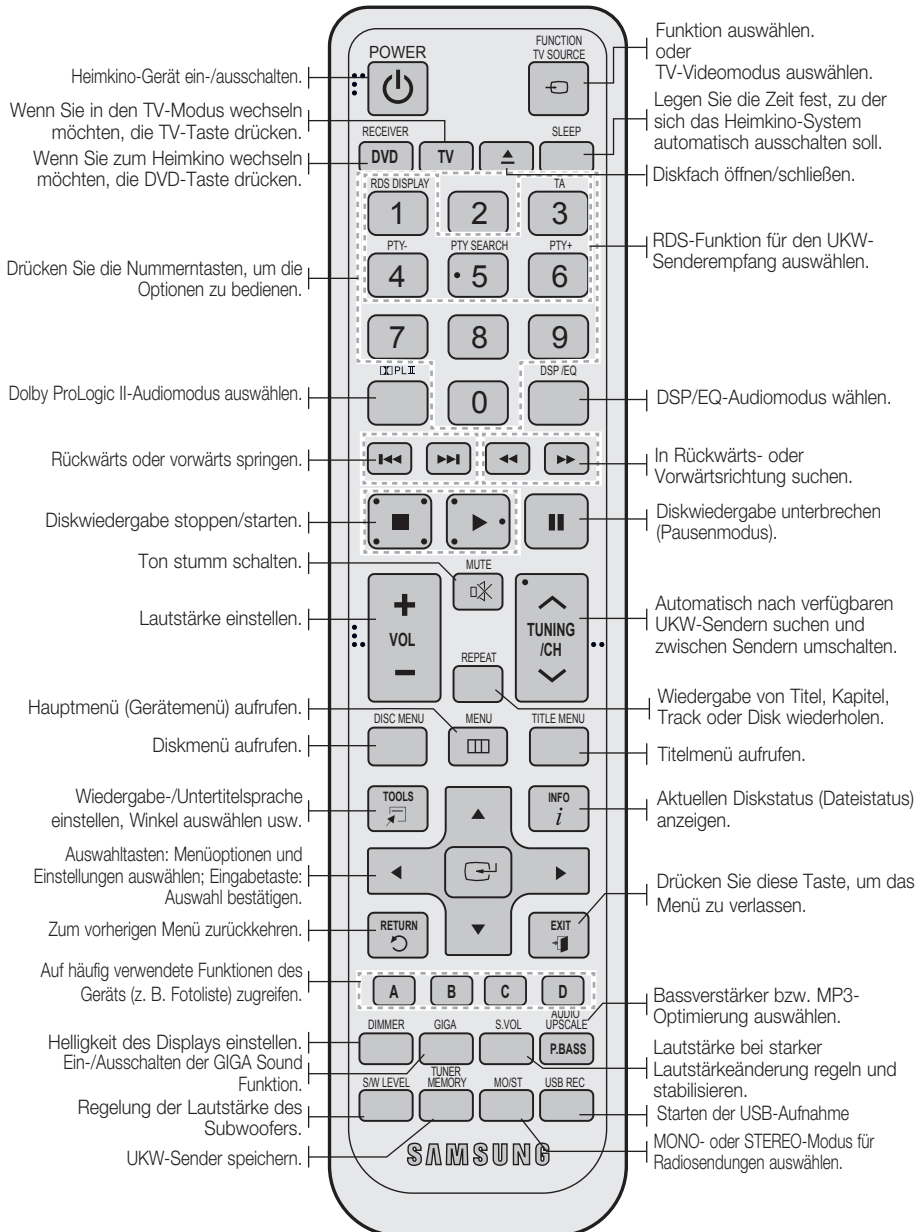 POWER
FUNCTION
TV SOURCE
Heimkino-Gerät ein-/ausschalten.
Funktion auswählen.
oder
TV-Videomodus auswählen.
Wenn Sie in den TV-Modus wechseln
möchten, die TV-Taste drücken.
Wenn Sie zum Heimkino wechseln
möchten, die DVD-Taste drücken.
RECEIVER
SLEEP
DVD
TV
Legen Sie die Zeit fest, zu der
sich das Heimkino-System
automatisch ausschalten soll.
Diskfach öffnen/schließen.
RDS DISPLAY
TA
1
2
3
PTY-
PTY SEARCH
PTY+
4
5
6
RDS-Funktion für den UKW-
Senderempfang auswählen.
Drücken Sie die Nummerntasten, um die
Optionen zu bedienen.
7
8
9
PL II
DSP /EQ
0
Dolby ProLogic II-Audiomodus auswählen.
DSP/EQ-Audiomodus wählen.
Rückwärts oder vorwärts springen.
In Rückwärts- oder
Vorwärtsrichtung suchen.
Diskwiedergabe stoppen/starten.
Diskwiedergabe unterbrechen
(Pausenmodus).
Ton stumm schalten.
MUTE
Lautstärke einstellen.
VOL
TUNING
/CH
Automatisch nach verfügbaren
UKW-Sendern suchen und
zwischen Sendern umschalten.
REPEAT
Wiedergabe von Titel, Kapitel,
Track oder Disk wiederholen.
Hauptmenü (Gerätemenü) aufrufen.
DISC MENU
MENU
TITLE MENU
Diskmenü aufrufen.
Titelmenü aufrufen.
Wiedergabe-/Untertitelsprache
einstellen, Winkel auswählen usw.
TOOLS
INFO
i
Aktuellen Diskstatus (Dateistatus)
anzeigen.
Auswahltasten: Menüoptionen und
Einstellungen auswählen; Eingabetaste:
Auswahl bestätigen.
Drücken Sie diese Taste, um das
Menü zu verlassen.
Zum vorherigen Menü zurückkehren.
RETURN
EXIT
Auf häufig verwendete Funktionen des
Geräts (z. B. Fotoliste) zugreifen.
A
B
C
D
Bassverstärker bzw. MP3-
Optimierung auswählen.
DIMMER
GIGA
S.VOL
AUDIO
UPSCALE
P.BASS
Helligkeit des Displays einstellen.
Ein-/Ausschalten der GIGA Sound
Funktion.
Lautstärke bei starker
Lautstärkeänderung regeln und
stabilisieren.
S/W LEVEL
TUNER
MEMORY
MO/ST
USB REC
Regelung der Lautstärke des
Subwoofers.
Starten der USB-Aufnahme
UKW-Sender speichern.
SAMSUNG
MONO- oder STEREO-Modus für
Radiosendungen auswählen.